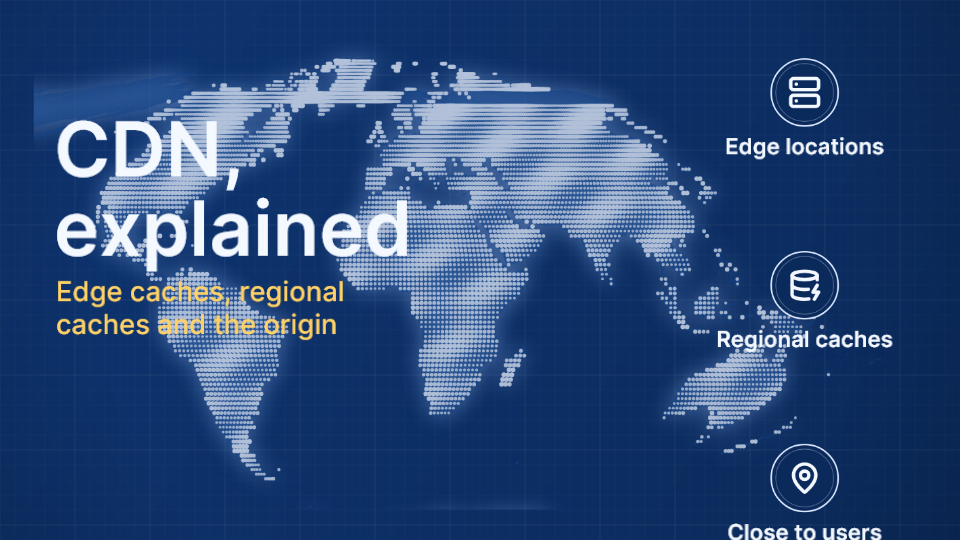 CDN,
explained
Edge caches, regional
caches and the origin
Edge locations
Regional caches
Close to users